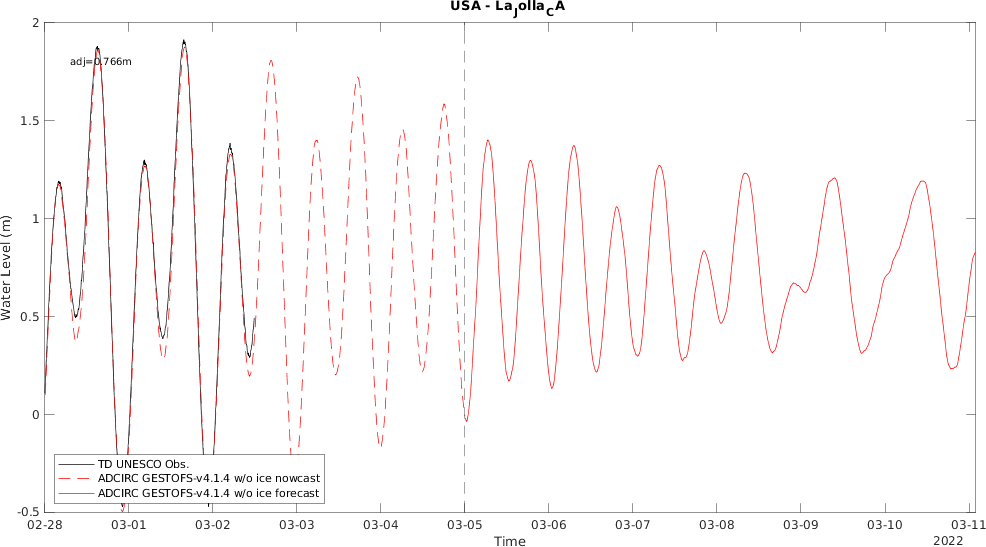 USA - LaJollaCA
2
adj=0.766m
1.5
1
0.5
0
-0.5
Water Level (m)
TD UNESCO Obs.
ADCIRC GESTOFS-v4.1.4 w/o ice nowcast
ADCIRC GESTOFS-v4.1.4 w/o ice forecast
02-28 03-01 03-02 03-03 03-04 03-05 03-06 03-07 03-08 03-09 03-10 03-11
Time
2022